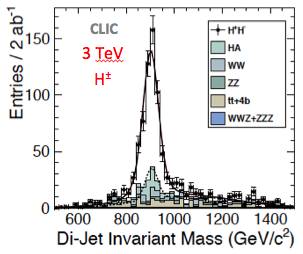 Entries / 2 ab⁻¹
150
100
50
0
CLIC
3 TeV
H±
H⁺H⁻
HA
WW
ZZ
tt+4b
WWZ+ZZZ
600 800 1000 1200 1400
Di-Jet Invariant Mass (GeV/c²)